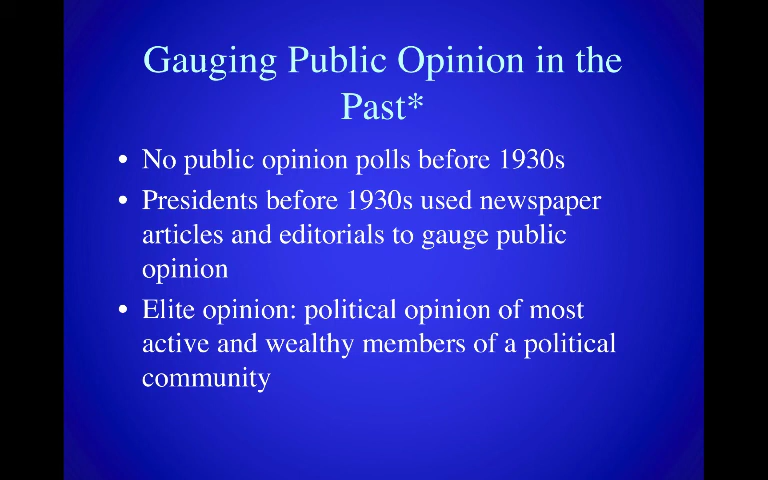 Gauging Public Opinion in the
Past*
• No public opinion polls before 1930s
• Presidents before 1930s used newspaper
articles and editorials to gauge public
opinion
• Elite opinion: political opinion of most
active and wealthy members of a political
community